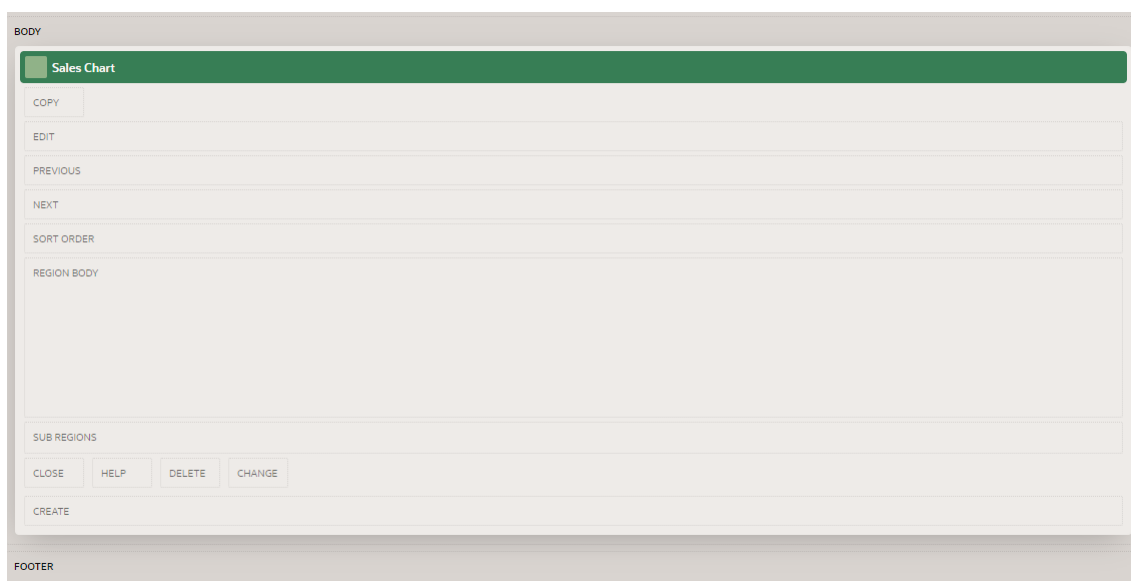 BODY
Sales Chart
COPY
EDIT
PREVIOUS
NEXT
SORT ORDER
REGION BODY
SUB REGIONS
CLOSE HELP DELETE CHANGE
CREATE
FOOTER